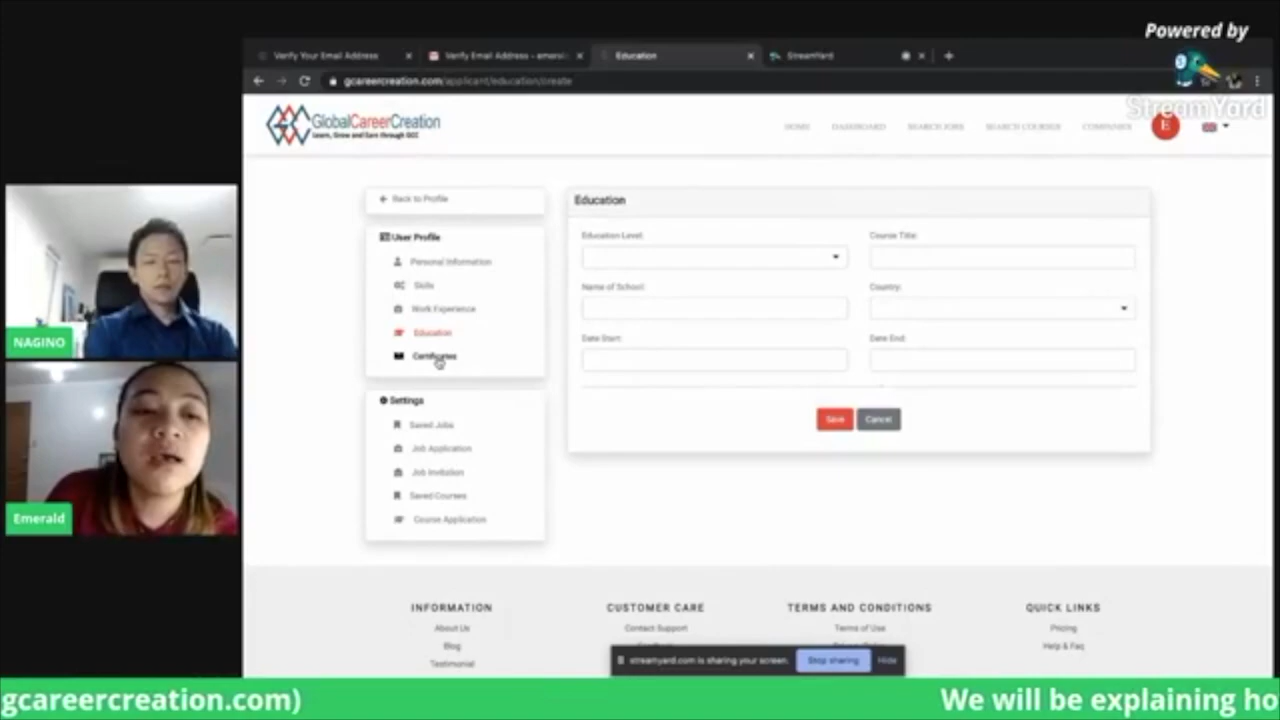 Powered by
StreamYard
Verify Your Email Address
Verify Email Address - emeral
Education
StreamYard
gcareercreation.com/applicant/education/create
GlobalCareerCreation
Learn, Grow and Earn through GCC
HOME
DASHBOARD
SEARCH JOBS
SEARCH COURSES
COMPANIES
E
Back to Profile
User Profile
Personal Information
Skills
Work Experience
Education
Certificates
Settings
Saved Jobs
Job Application
Job Invitation
Saved Courses
Course Application
Education
Education Level:
Course Title:
Name of School:
Country:
Date Start:
Date End:
Save
Cancel
NAGINO
Emerald
INFORMATION
About Us
Blog
Testimonial
CUSTOMER CARE
Contact Support
TERMS AND CONDITIONS
Terms of Use
QUICK LINKS
Pricing
Help & Faq
streamyard.com is sharing your screen.
Stop sharing
Hide
gcareercreation.com)
We will be explaining ho